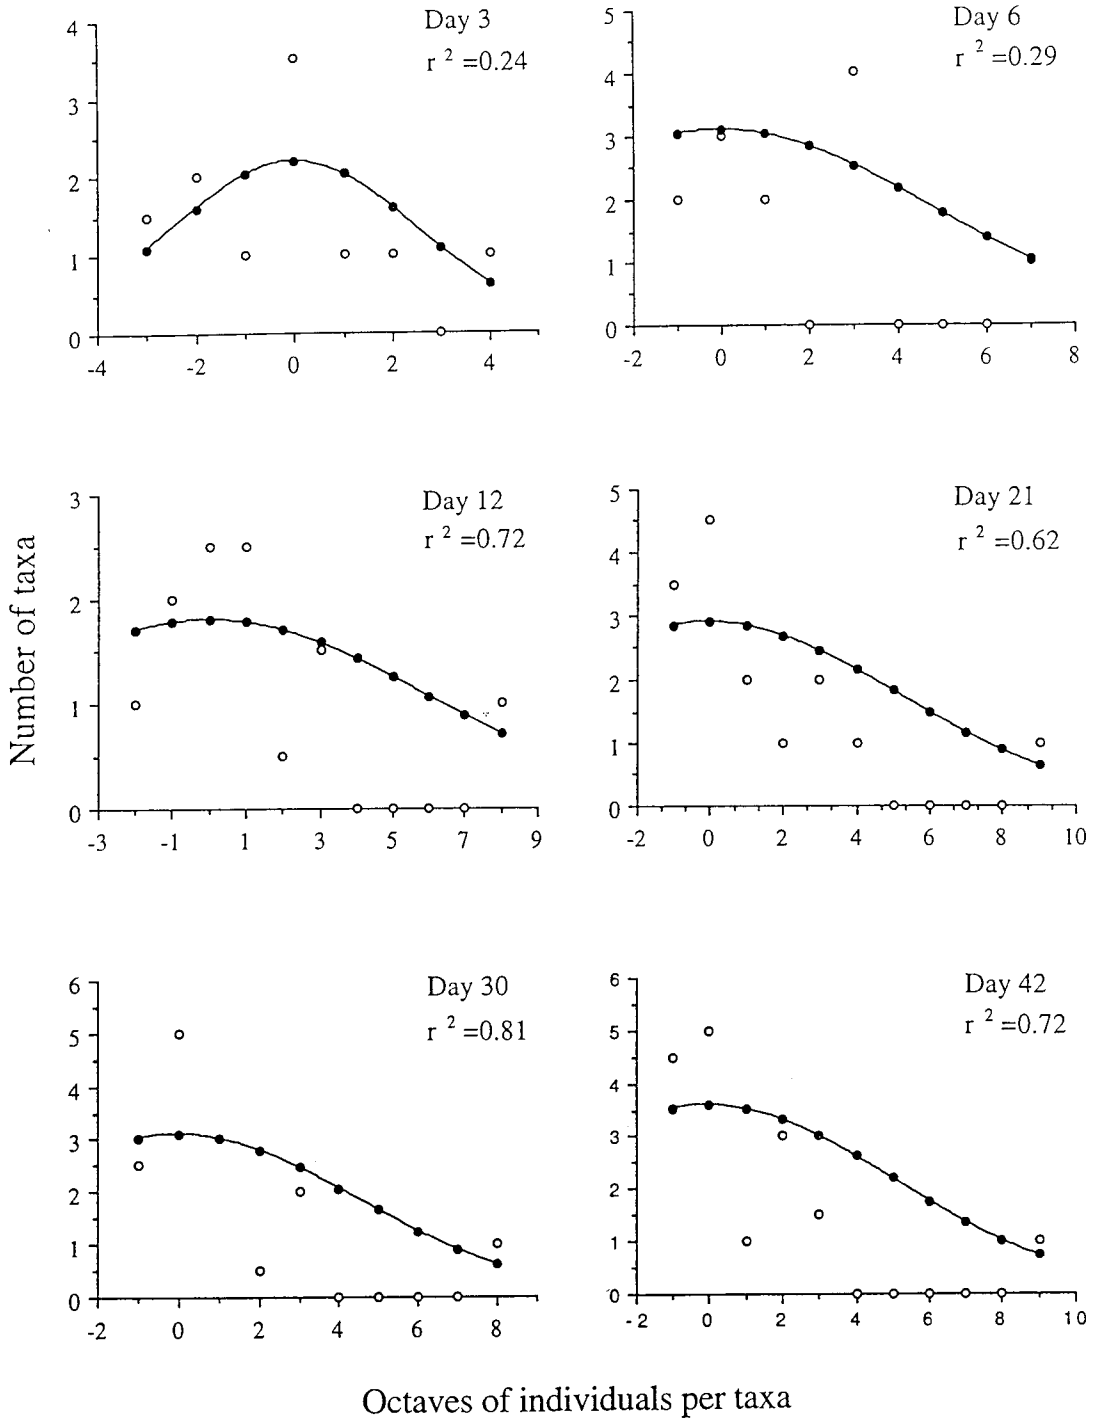 Day 3
r 2 =0.24
4
3
2
1
0
-4 -2 0 2 4
Day 6
r 2 =0.29
5
4
3
2
1
0
-2 0 2 4 6 8
Day 12
r 2 =0.72
3
2
1
0
-3 -1 1 3 5 7 9
Day 21
r 2 =0.62
5
4
3
2
1
0
-2 0 2 4 6 8 10
Day 30
r 2 =0.81
6
5
4
3
2
1
0
-2 0 2 4 6 8
Day 42
r 2 =0.72
6
5
4
3
2
1
0
-2 0 2 4 6 8 10
Number of taxa
Octaves of individuals per taxa